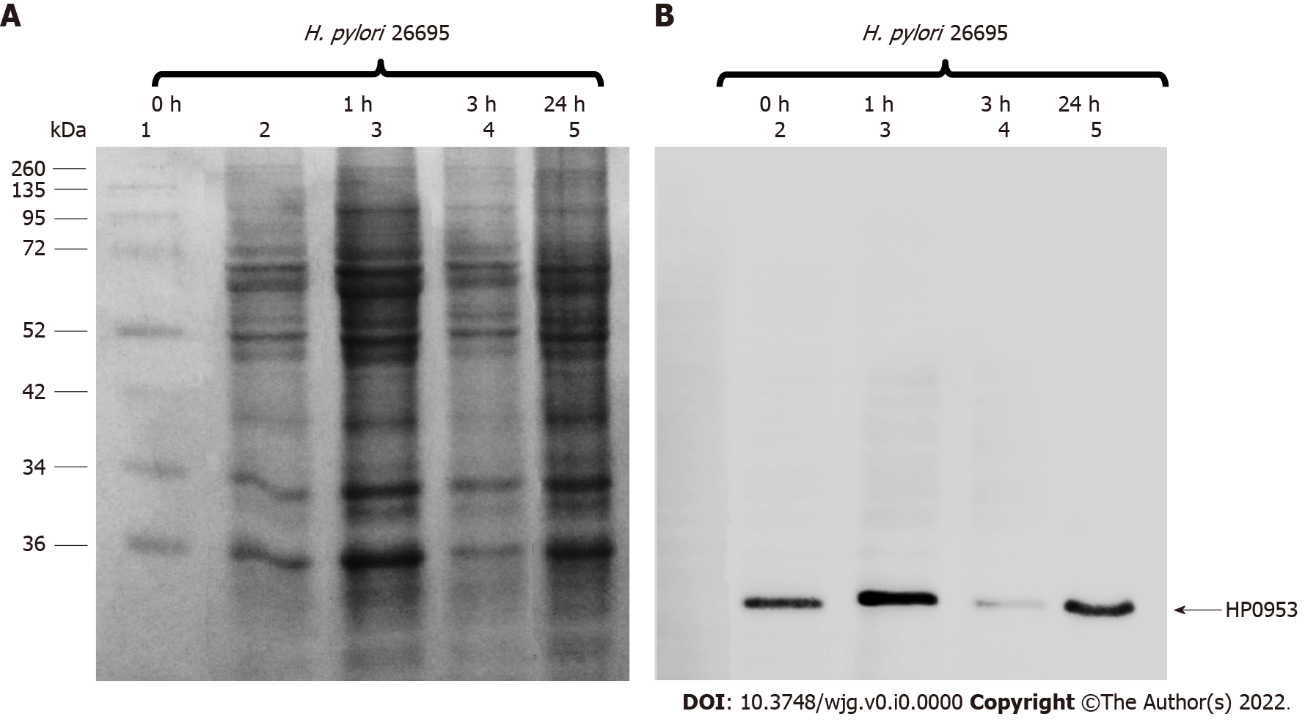 A
H. pylori 26695
0 h 1 h 3 h 24 h
kDa 1 2 3 4 5
260
135
95
72
52
42
34
36
B
H. pylori 26695
0 h 1 h 3 h 24 h
2 3 4 5
HP0953
DOI: 10.3748/wjg.v0.i0.0000 Copyright ©The Author(s) 2022.